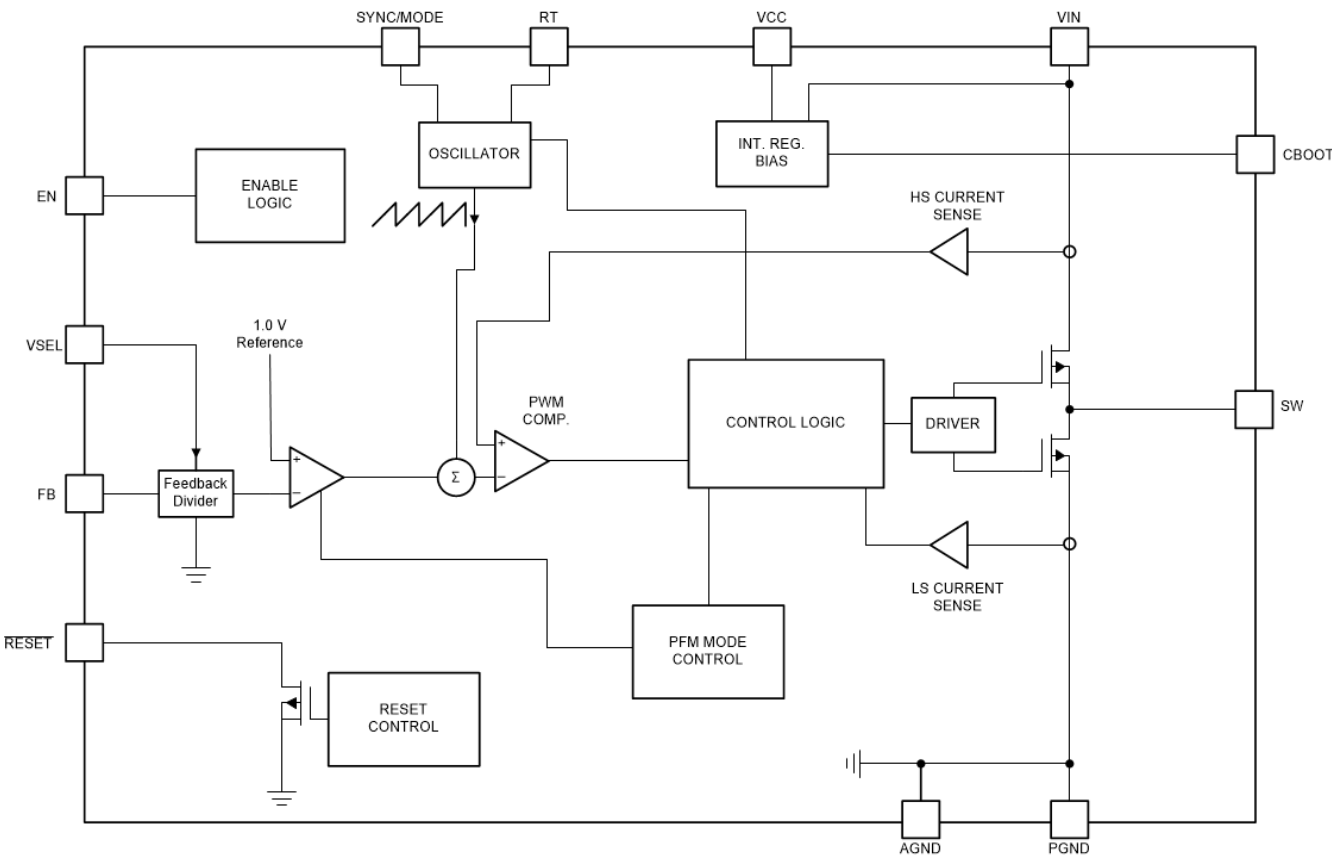 SYNC/MODE
RT
VCC
VIN
OSCILLATOR
INT. REG.
BIAS
CBOOT
EN
ENABLE
LOGIC
HS CURRENT
SENSE
VSEL
1.0 V
Reference
PWM
COMP.
CONTROL LOGIC
DRIVER
SW
+
−
+
−
Σ
FB
Feedback
Divider
LS CURRENT
SENSE
RESET
PFM MODE
CONTROL
RESET
CONTROL
AGND
PGND